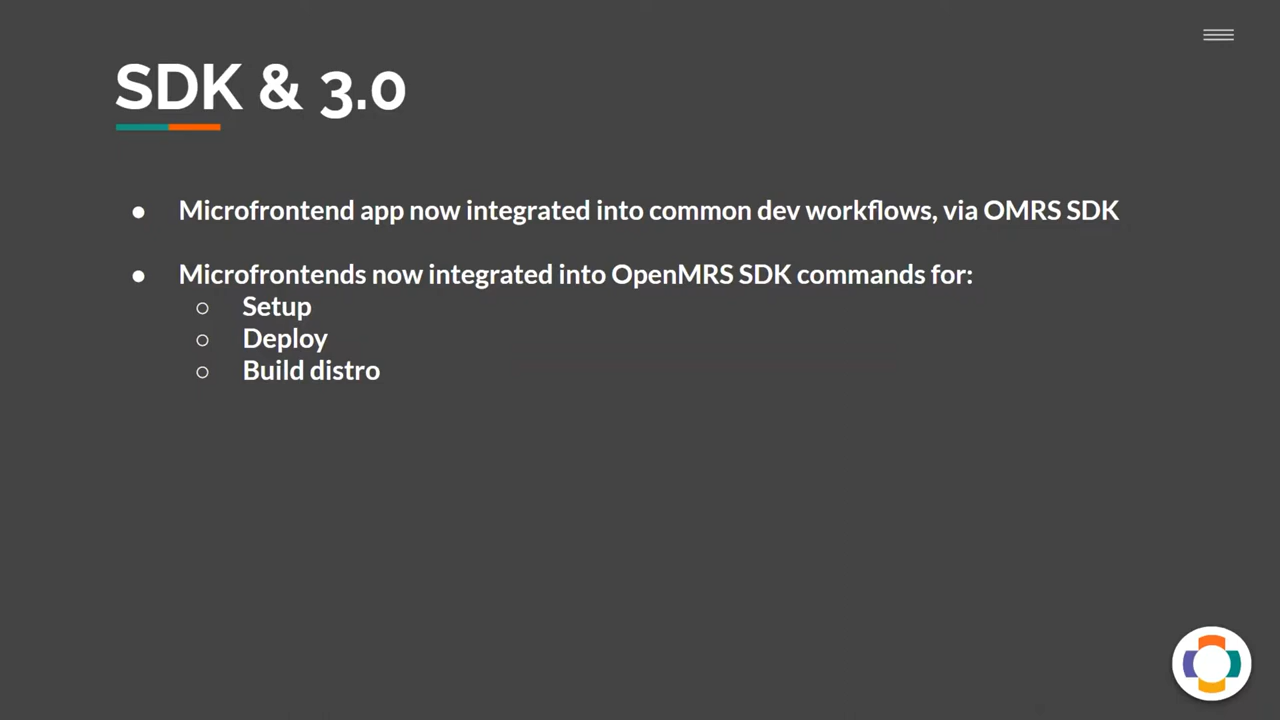 SDK & 3.0
● Microfrontend app now integrated into common dev workflows, via OMRS SDK
● Microfrontends now integrated into OpenMRS SDK commands for:
○ Setup
○ Deploy
○ Build distro